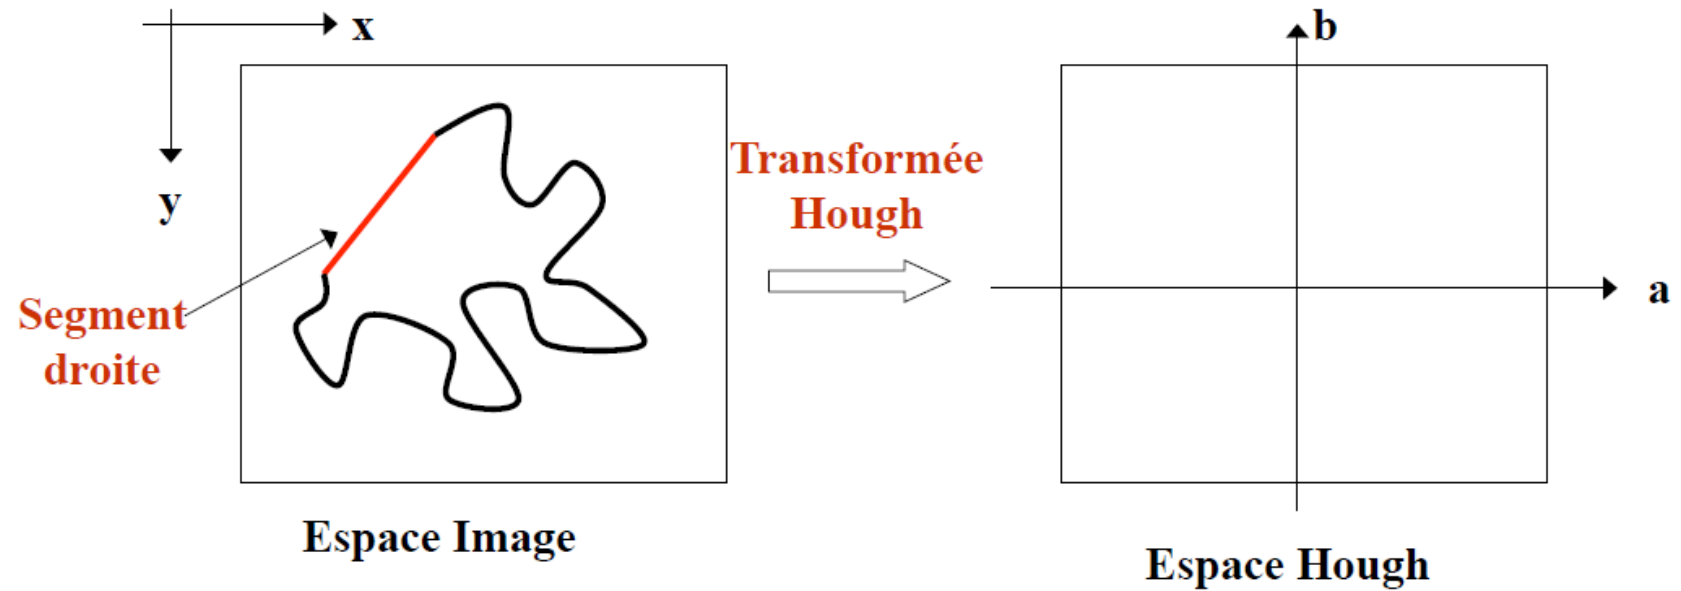 x
y
Segment
droite
Espace Image
Transformée
Hough
b
a
Espace Hough